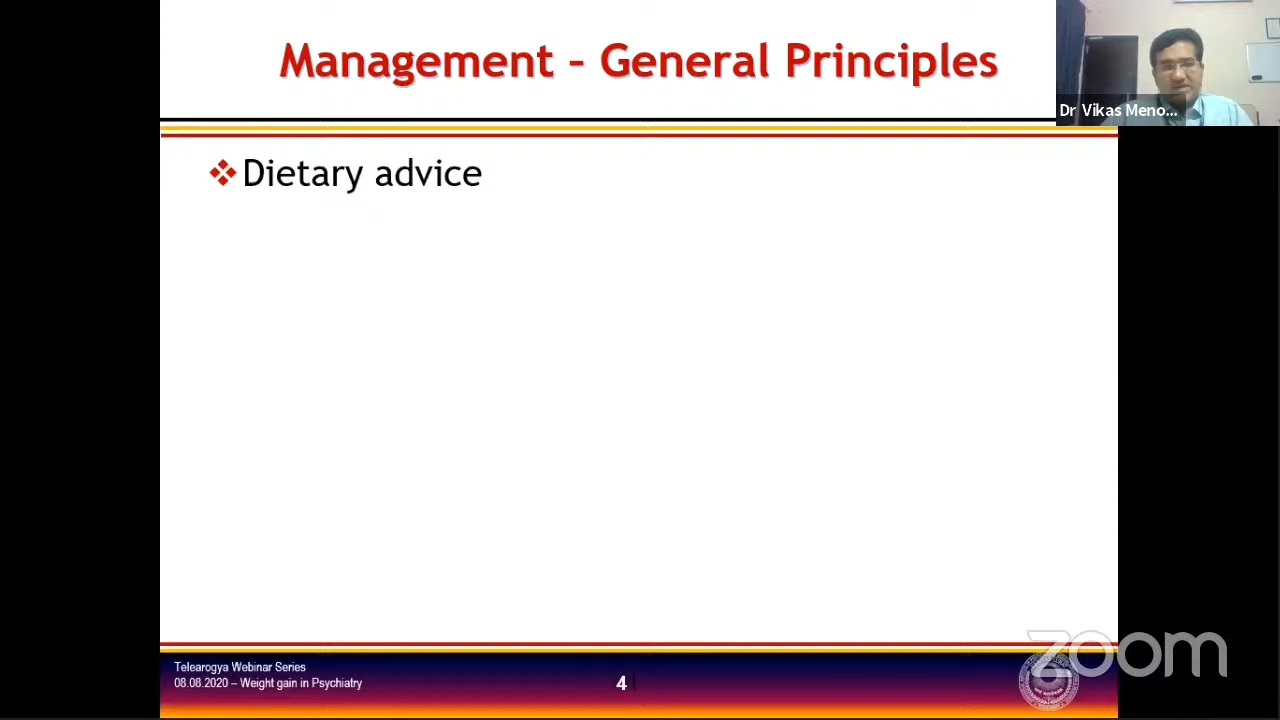 Management – General Principles
Dr Vikas Meno...
❖ Dietary advice
Telearogya Webinar Series
08.08.2020 – Weight gain in Psychiatry
4
zoom